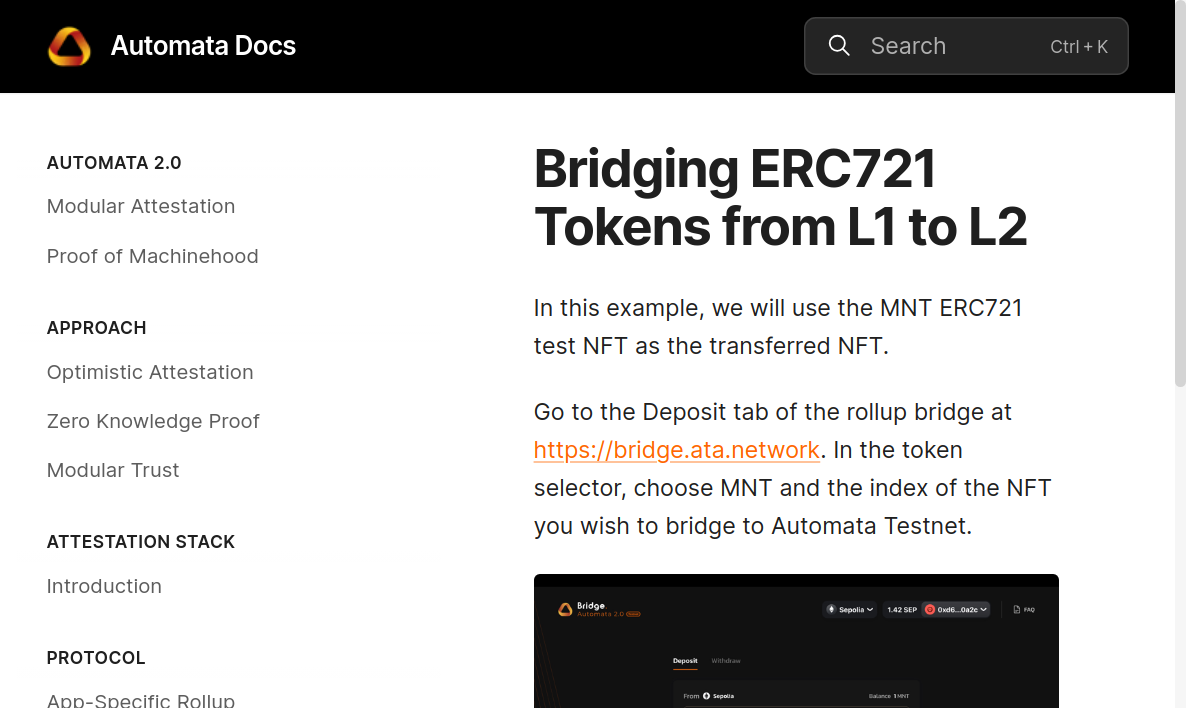 Automata Docs
Search
Ctrl + K
AUTOMATA 2.0
Modular Attestation
Proof of Machinehood
APPROACH
Optimistic Attestation
Zero Knowledge Proof
Modular Trust
ATTESTATION STACK
Introduction
PROTOCOL
App-Specific Rollup
Bridging ERC721
Tokens from L1 to L2
In this example, we will use the MNT ERC721
test NFT as the transferred NFT.
Go to the Deposit tab of the rollup bridge at
https://bridge.ata.network. In the token
selector, choose MNT and the index of the NFT
you wish to bridge to Automata Testnet.
Bridge
Automata 2.0
Sepolia
1.42 SEP
0xd6...0a2c
FAQ
Deposit
Withdraw
From Sepolia
Balance 1 MNT